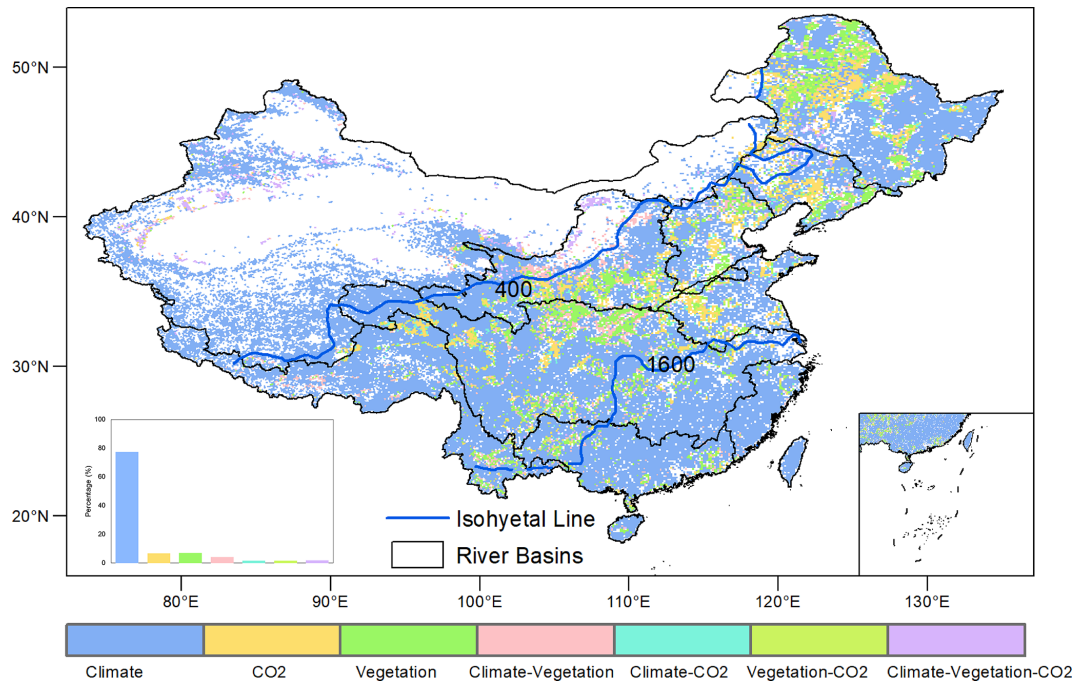 50°N
40°N
30°N
20°N
400
1600
100
80
60
40
20
0
Percentage (%)
Isohyetal Line
River Basins
80°E 90°E 100°E 110°E 120°E 130°E
Climate CO2 Vegetation Climate-Vegetation Climate-CO2 Vegetation-CO2 Climate-Vegetation-CO2